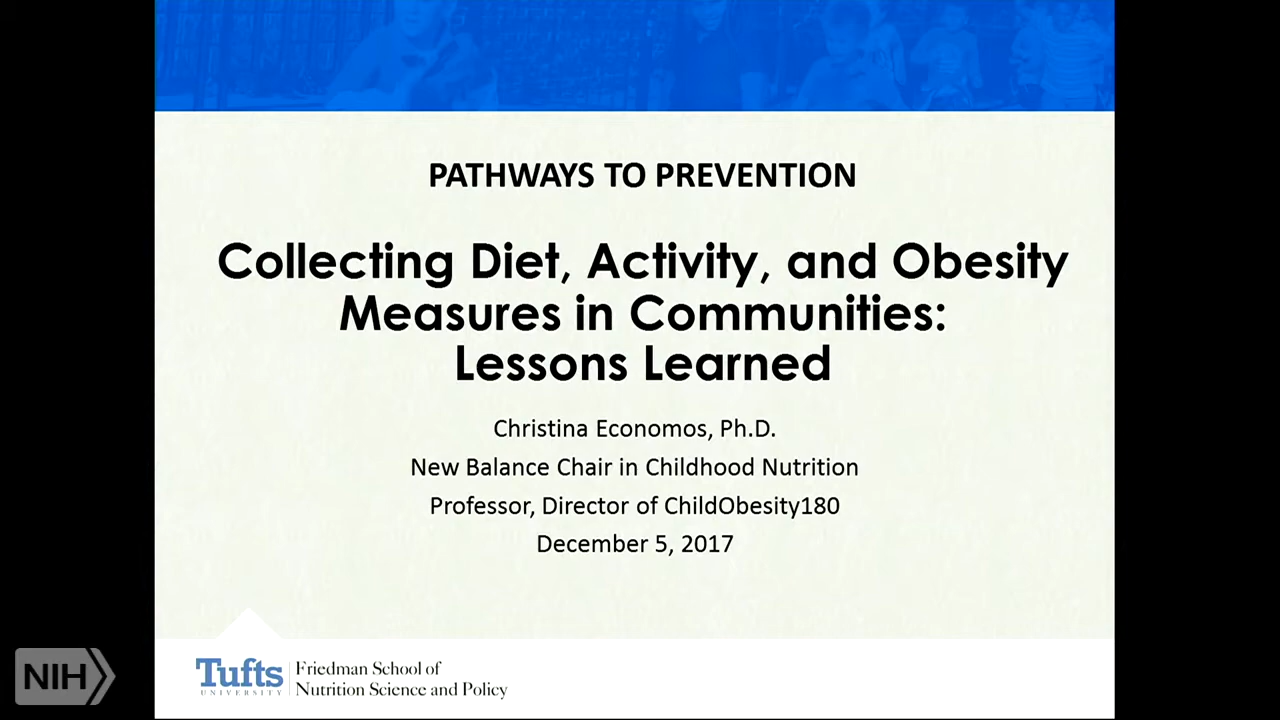 PATHWAYS TO PREVENTION
Collecting Diet, Activity, and Obesity
Measures in Communities:
Lessons Learned
Christina Economos, Ph.D.
New Balance Chair in Childhood Nutrition
Professor, Director of ChildObesity180
December 5, 2017
NIH
Tufts
UNIVERSITY
Friedman School of
Nutrition Science and Policy